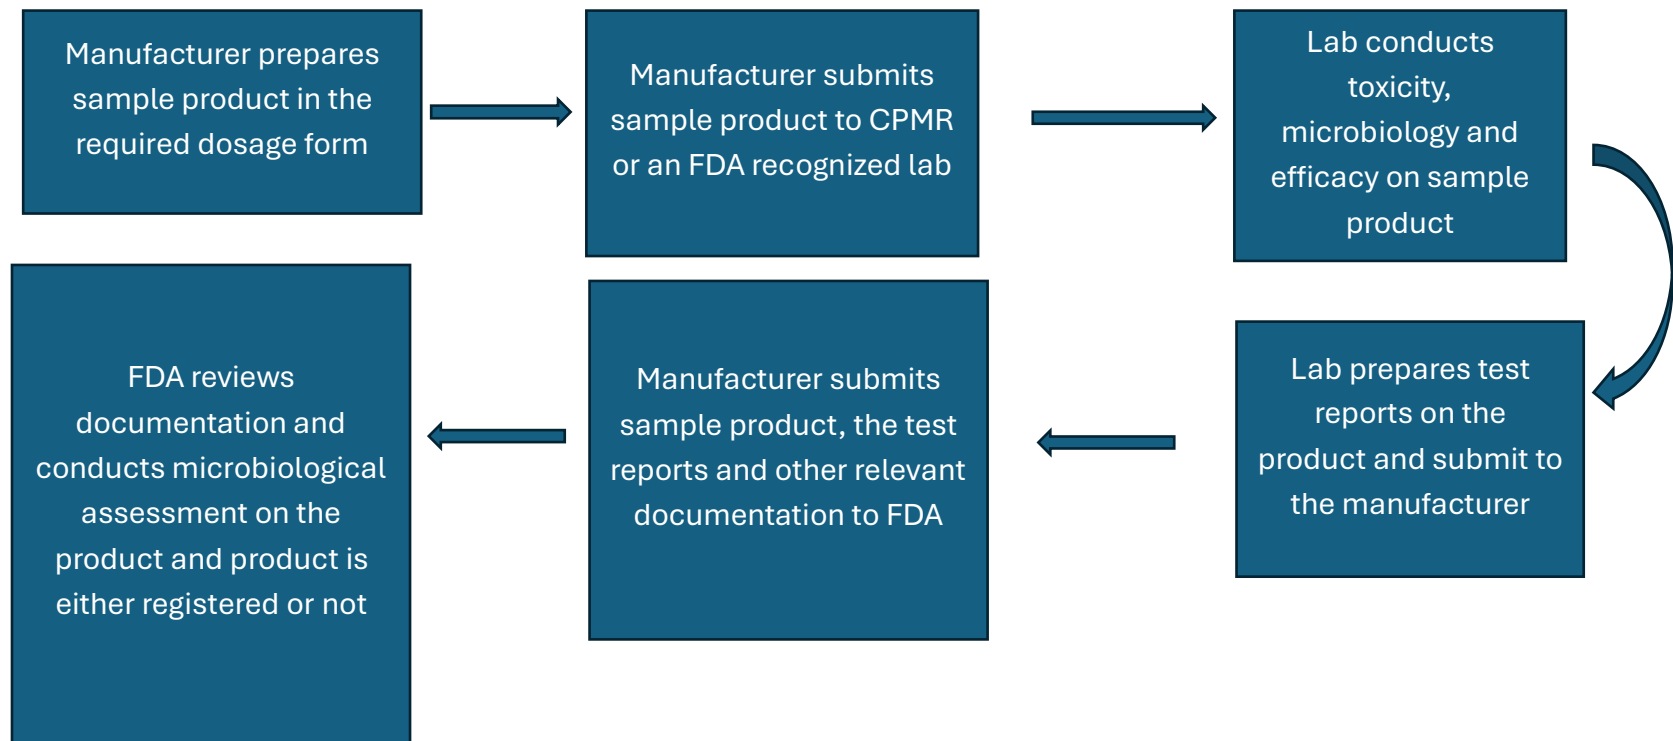 Manufacturer prepares
sample product in the
required dosage form
Manufacturer submits
sample product to CPMR
or an FDA recognized lab
Lab conducts
toxicity,
microbiology and
efficacy on sample
product
Lab prepares test
reports on the
product and submit to
the manufacturer
Manufacturer submits
sample product, the test
reports and other relevant
documentation to FDA
FDA reviews
documentation and
conducts microbiological
assessment on the
product and product is
either registered or not